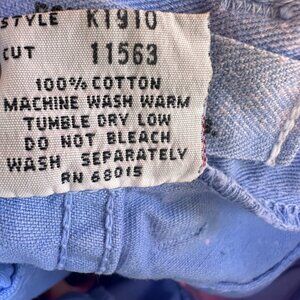 STYLE K1910
CUT 11563
100% COTTON
MACHINE WASH WARM
TUMBLE DRY LOW
DO NOT BLEACH
WASH SEPARATELY
RN 68015